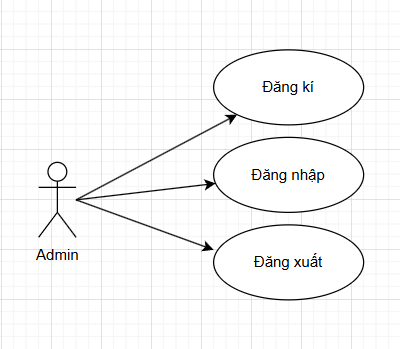 Đăng kí
Đăng nhập
Admin
Đăng xuất